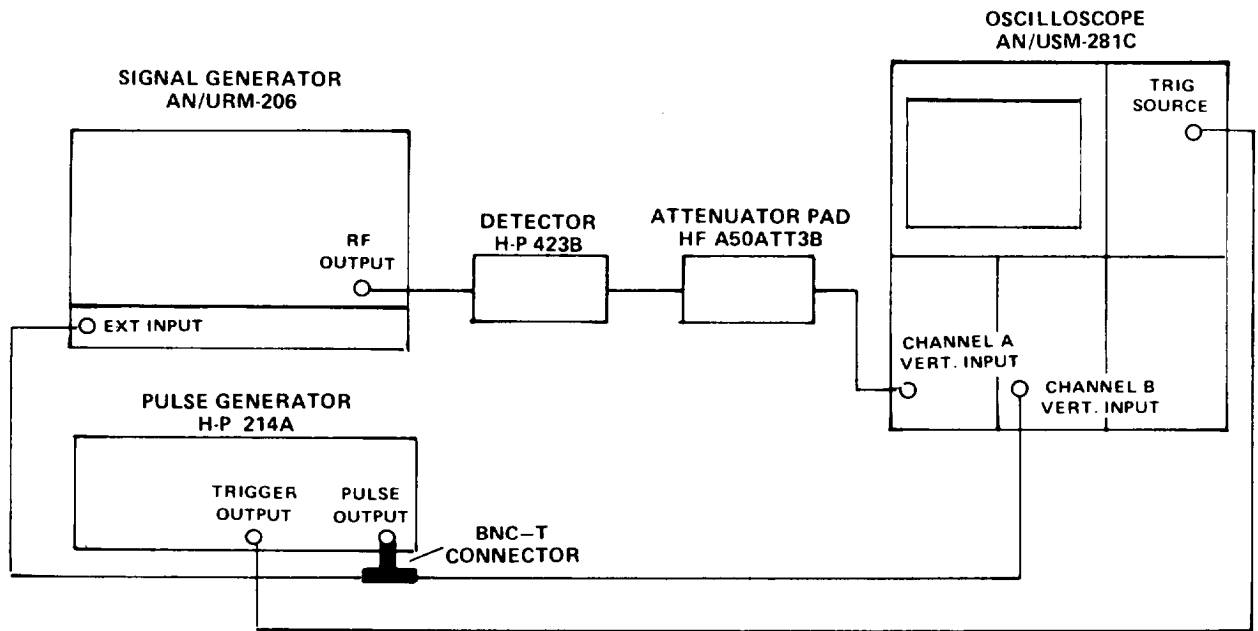 OSCILLOSCOPE
AN/USM-281C
SIGNAL GENERATOR
AN/URM-206
TRIG
SOURCE
DETECTOR
H-P 423B
ATTENUATOR PAD
HF A50ATT3B
RF
OUTPUT
EXT INPUT
CHANNEL A
VERT. INPUT
CHANNEL B
VERT. INPUT
PULSE GENERATOR
H-P 214A
TRIGGER
OUTPUT
PULSE
OUTPUT
BNC-T
CONNECTOR